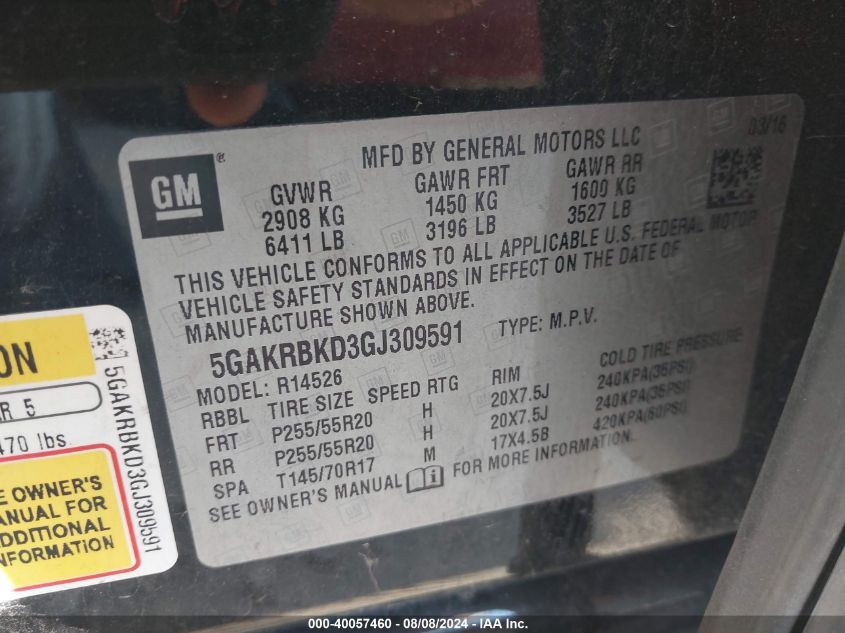 MFD BY GENERAL MOTORS LLC
03/16
GM ®
GVWR GAWR FRT GAWR RR
2908 KG 1450 KG 1600 KG
6411 LB 3196 LB 3527 LB
THIS VEHICLE CONFORMS TO ALL APPLICABLE U.S. FEDERAL MOTOR
VEHICLE SAFETY STANDARDS IN EFFECT ON THE DATE OF
MANUFACTURE SHOWN ABOVE.
5GAKRBKD3GJ309591 TYPE: M.P.V.
MODEL: R14526
RBBL TIRE SIZE SPEED RTG RIM COLD TIRE PRESSURE
FRT P255/55R20 H 20X7.5J 240KPA(35PSI)
RR P255/55R20 H 20X7.5J 240KPA(35PSI)
SPA T145/70R17 M 17X4.5B 420KPA(60PSI)
SEE OWNER'S MANUAL FOR MORE INFORMATION.
ON
R 5
470 lbs.
E OWNER'S
ANUAL FOR
DDITIONAL
NFORMATION
5GAKRBKD3GJ309591
000-40057460 - 08/08/2024 - IAA Inc.